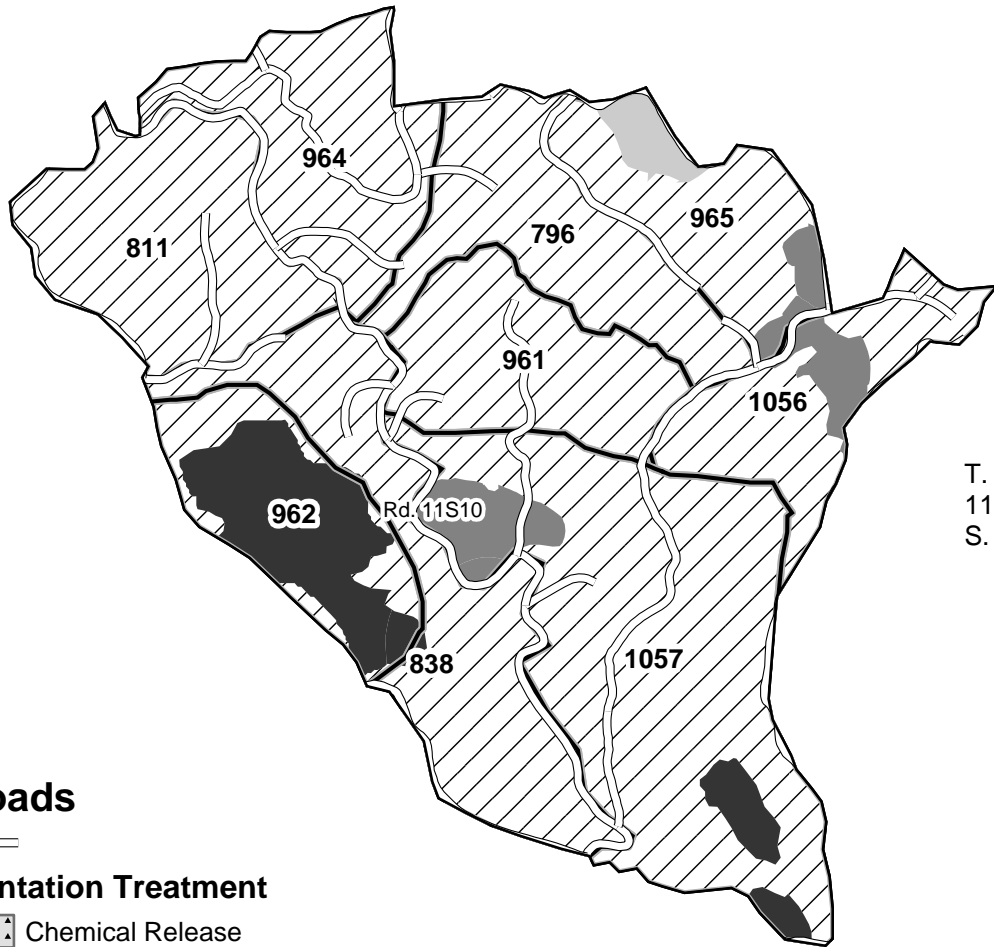 964
965
811
796
961
1056
T.
11
S.
962
Rd. 11S10
838
1057
oads
ntation Treatment
Chemical Release